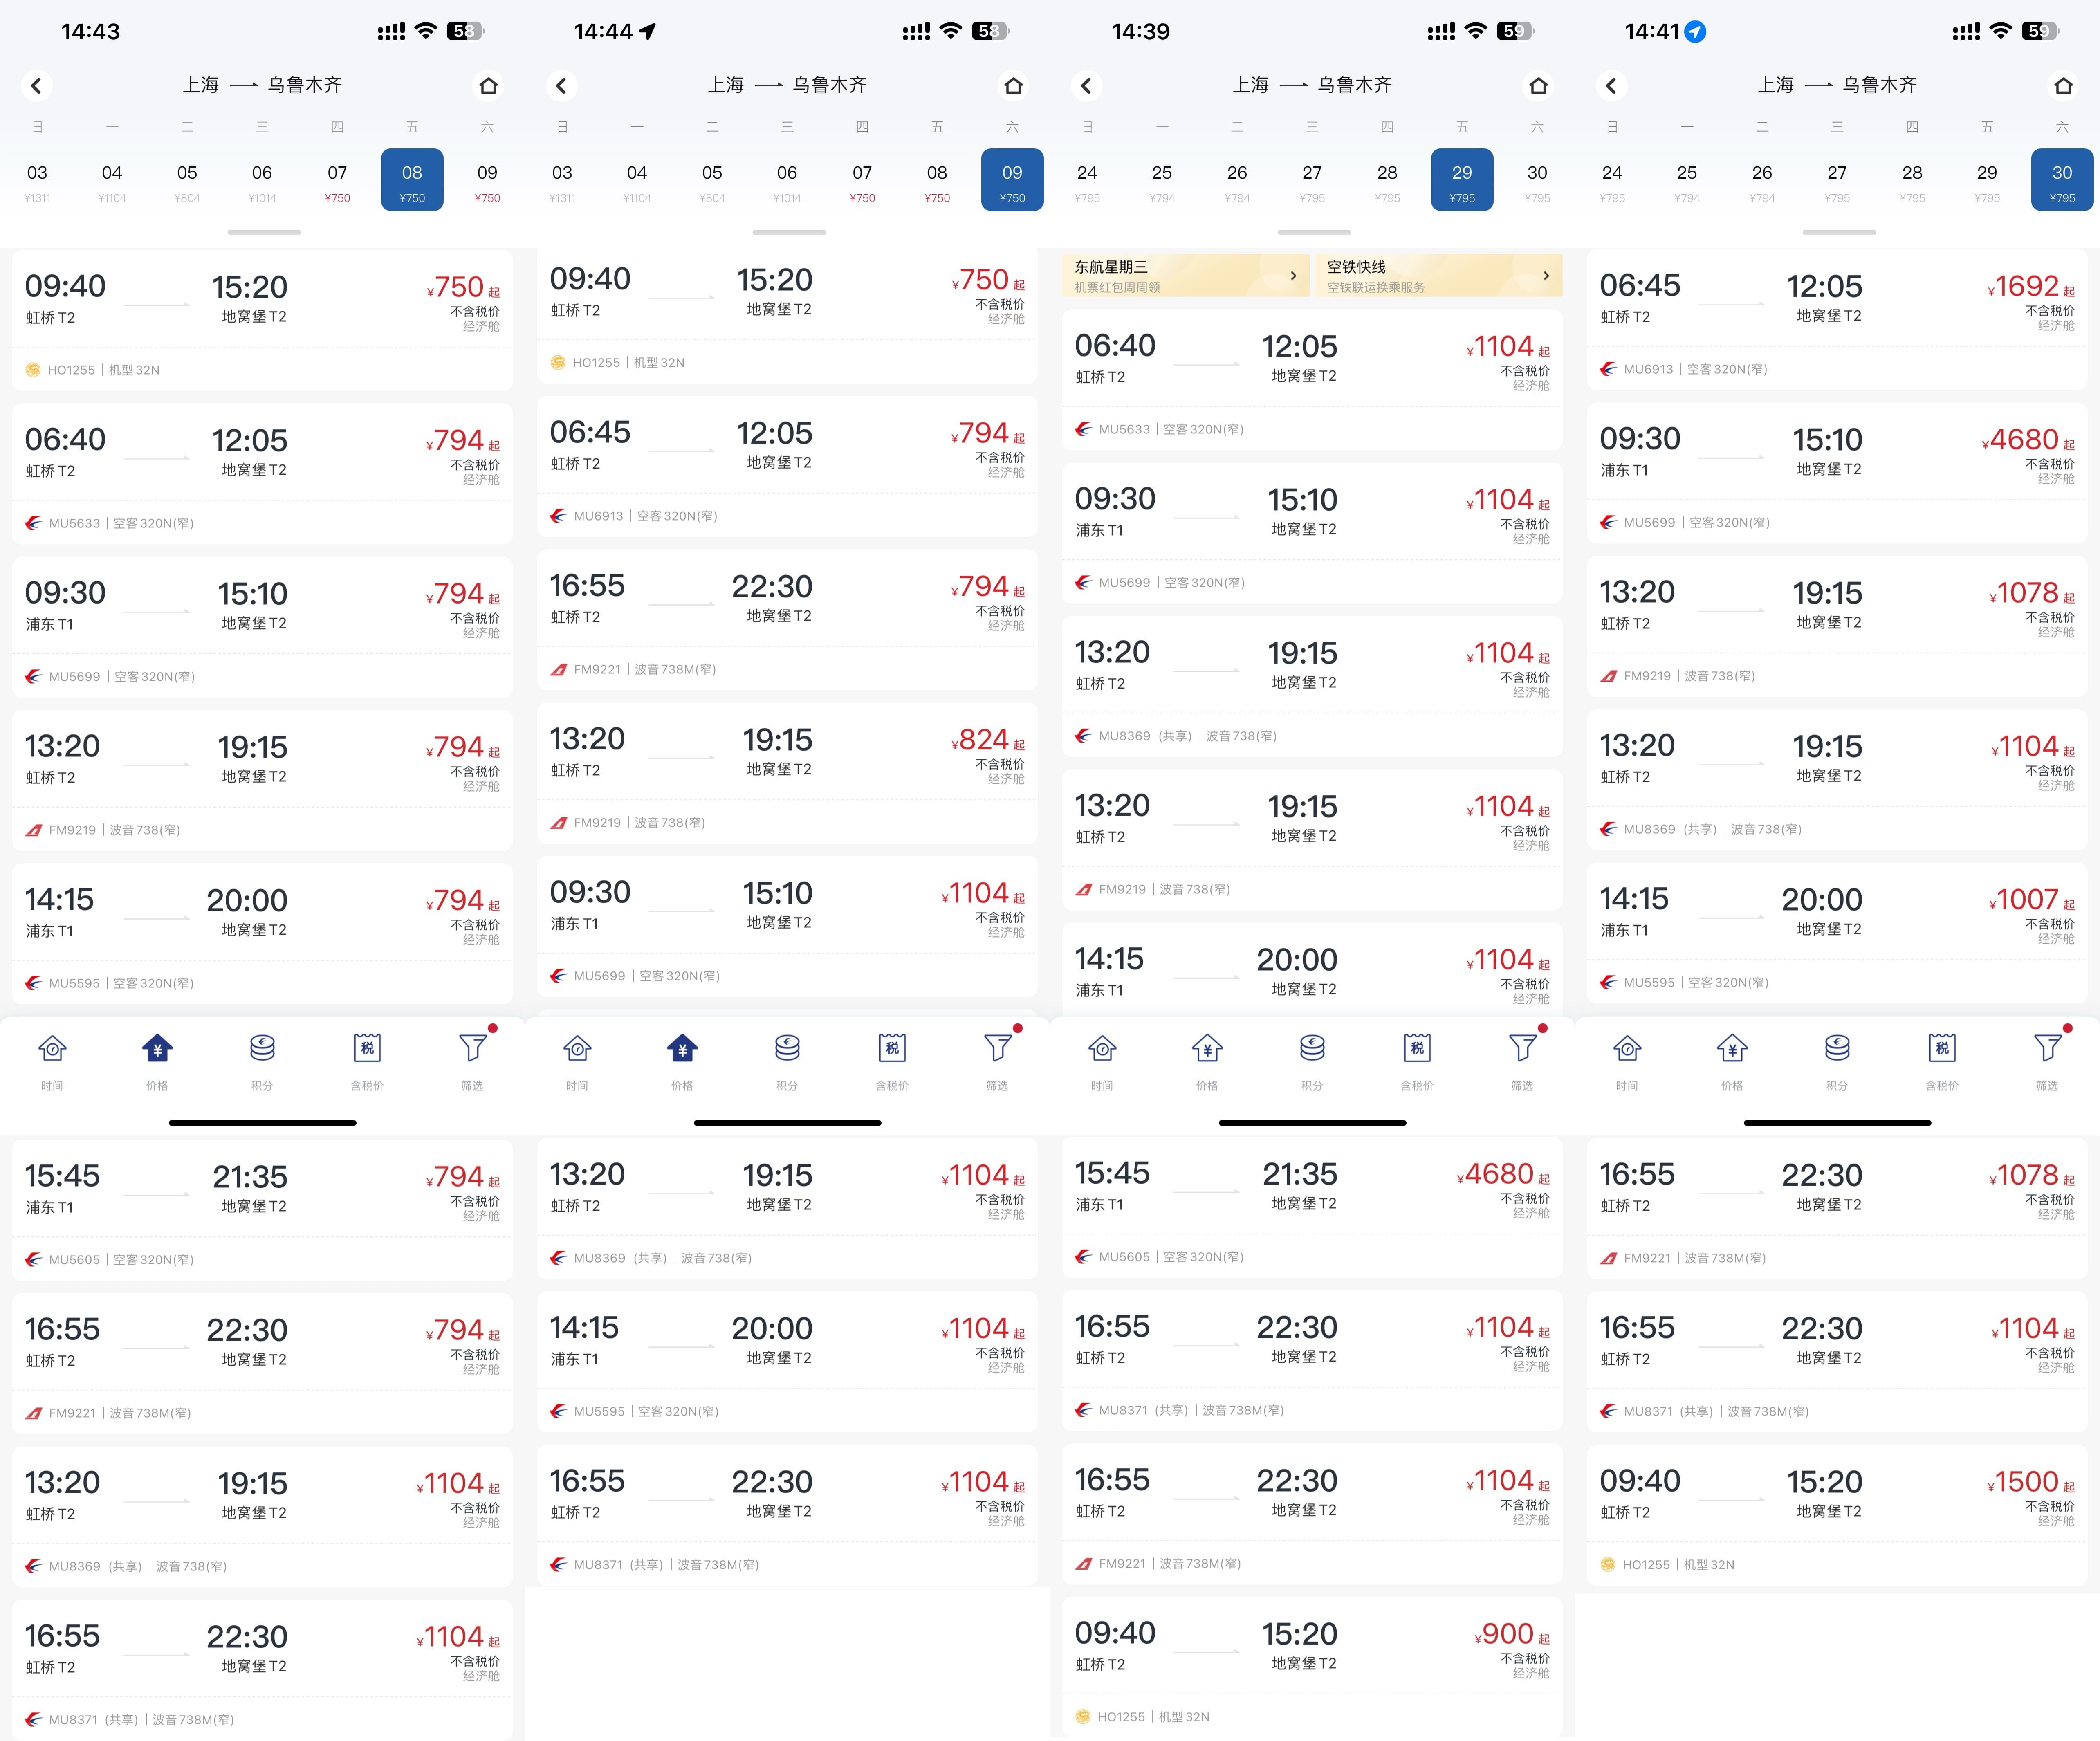 14:43
58
上海 乌鲁木齐
日 一 二 三 四 五 六
03 04 05 06 07 08 09
¥1311 ¥1104 ¥804 ¥1014 ¥750 ¥750 ¥750
09:40 15:20 ¥750 起
虹桥 T2 地窝堡 T2 不含税价
经济舱
HO1255 | 机型 32N
06:40 12:05 ¥794 起
虹桥 T2 地窝堡 T2 不含税价
经济舱
MU5633 | 空客 320N(窄)
09:30 15:10 ¥794 起
浦东 T1 地窝堡 T2 不含税价
经济舱
MU5699 | 空客 320N(窄)
13:20 19:15 ¥794 起
虹桥 T2 地窝堡 T2 不含税价
经济舱
FM9219 | 波音 738(窄)
14:15 20:00 ¥794 起
浦东 T1 地窝堡 T2 不含税价
经济舱
MU5595 | 空客 320N(窄)
¥ 税
时间 价格 积分 含税价 筛选
15:45 21:35 ¥794 起
浦东 T1 地窝堡 T2 不含税价
经济舱
MU5605 | 空客 320N(窄)
16:55 22:30 ¥794 起
虹桥 T2 地窝堡 T2 不含税价
经济舱
FM9221 | 波音 738M(窄)
13:20 19:15 ¥1104 起
虹桥 T2 地窝堡 T2 不含税价
经济舱
MU8369 (共享) | 波音 738(窄)
16:55 22:30 ¥1104 起
虹桥 T2 地窝堡 T2 不含税价
经济舱
MU8371 (共享) | 波音 738M(窄)
14:44
58
上海 乌鲁木齐
日 一 二 三 四 五 六
03 04 05 06 07 08 09
¥1311 ¥1104 ¥804 ¥1014 ¥750 ¥750 ¥750
09:40 15:20 ¥750 起
虹桥 T2 地窝堡 T2 不含税价
经济舱
HO1255 | 机型 32N
06:45 12:05 ¥794 起
虹桥 T2 地窝堡 T2 不含税价
经济舱
MU6913 | 空客 320N(窄)
16:55 22:30 ¥794 起
虹桥 T2 地窝堡 T2 不含税价
经济舱
FM9221 | 波音 738M(窄)
13:20 19:15 ¥824 起
虹桥 T2 地窝堡 T2 不含税价
经济舱
FM9219 | 波音 738(窄)
09:30 15:10 ¥1104 起
浦东 T1 地窝堡 T2 不含税价
经济舱
MU5699 | 空客 320N(窄)
¥ 税
时间 价格 积分 含税价 筛选
13:20 19:15 ¥1104 起
虹桥 T2 地窝堡 T2 不含税价
经济舱
MU8369 (共享) | 波音 738(窄)
14:15 20:00 ¥1104 起
浦东 T1 地窝堡 T2 不含税价
经济舱
MU5595 | 空客 320N(窄)
16:55 22:30 ¥1104 起
虹桥 T2 地窝堡 T2 不含税价
经济舱
MU8371 (共享) | 波音 738M(窄)
14:39
59
上海 乌鲁木齐
日 一 二 三 四 五 六
24 25 26 27 28 29 30
¥795 ¥794 ¥794 ¥795 ¥795 ¥795 ¥795
东航星期三 空铁快线
机票红包周周领 空铁联运换乘服务
06:40 12:05 ¥1104 起
虹桥 T2 地窝堡 T2 不含税价
经济舱
MU5633 | 空客 320N(窄)
09:30 15:10 ¥1104 起
浦东 T1 地窝堡 T2 不含税价
经济舱
MU5699 | 空客 320N(窄)
13:20 19:15 ¥1104 起
虹桥 T2 地窝堡 T2 不含税价
经济舱
MU8369 (共享) | 波音 738(窄)
13:20 19:15 ¥1104 起
虹桥 T2 地窝堡 T2 不含税价
经济舱
FM9219 | 波音 738(窄)
14:15 20:00 ¥1104 起
浦东 T1 地窝堡 T2 不含税价
经济舱
¥ 税
时间 价格 积分 含税价 筛选
15:45 21:35 ¥4680 起
浦东 T1 地窝堡 T2 不含税价
经济舱
MU5605 | 空客 320N(窄)
16:55 22:30 ¥1104 起
虹桥 T2 地窝堡 T2 不含税价
经济舱
MU8371 (共享) | 波音 738M(窄)
16:55 22:30 ¥1104 起
虹桥 T2 地窝堡 T2 不含税价
经济舱
FM9221 | 波音 738M(窄)
09:40 15:20 ¥900 起
虹桥 T2 地窝堡 T2 不含税价
经济舱
HO1255 | 机型 32N
14:41
59
上海 乌鲁木齐
日 一 二 三 四 五 六
24 25 26 27 28 29 30
¥795 ¥794 ¥794 ¥795 ¥795 ¥795 ¥795
06:45 12:05 ¥1692 起
虹桥 T2 地窝堡 T2 不含税价
经济舱
MU6913 | 空客 320N(窄)
09:30 15:10 ¥4680 起
浦东 T1 地窝堡 T2 不含税价
经济舱
MU5699 | 空客 320N(窄)
13:20 19:15 ¥1078 起
虹桥 T2 地窝堡 T2 不含税价
经济舱
FM9219 | 波音 738(窄)
13:20 19:15 ¥1104 起
虹桥 T2 地窝堡 T2 不含税价
经济舱
MU8369 (共享) | 波音 738(窄)
14:15 20:00 ¥1007 起
浦东 T1 地窝堡 T2 不含税价
经济舱
MU5595 | 空客 320N(窄)
¥ 税
时间 价格 积分 含税价 筛选
16:55 22:30 ¥1078 起
虹桥 T2 地窝堡 T2 不含税价
经济舱
FM9221 | 波音 738M(窄)
16:55 22:30 ¥1104 起
虹桥 T2 地窝堡 T2 不含税价
经济舱
MU8371 (共享) | 波音 738M(窄)
09:40 15:20 ¥1500 起
虹桥 T2 地窝堡 T2 不含税价
经济舱
HO1255 | 机型 32N